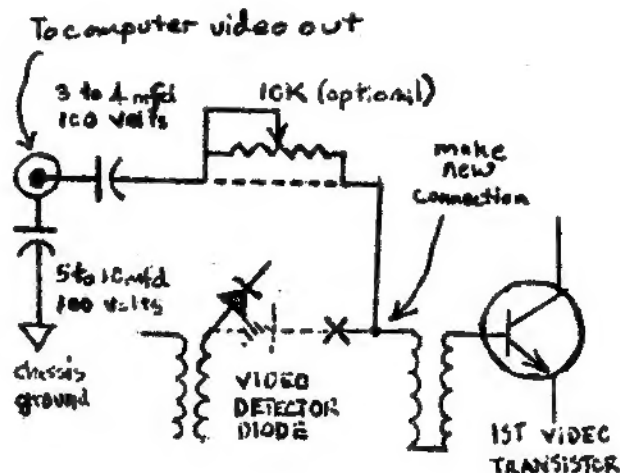 To computer video out
3 to 4 mfd
100 volts
10K (optional)
make
new
connection
5 to 10 mfd
100 volts
chassis
ground
VIDEO
DETECTOR
DIODE
1ST VIDEO
TRANSISTOR